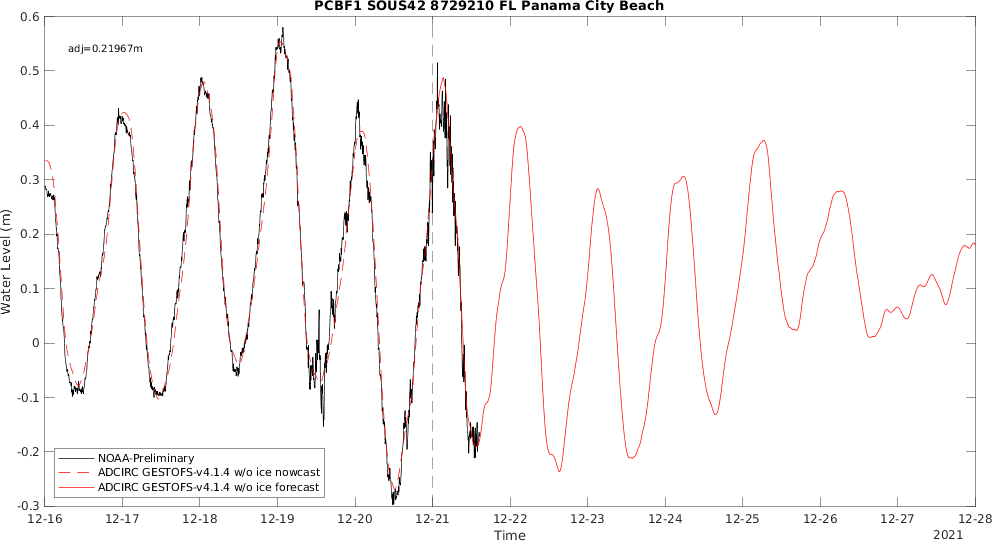 PCBF1 SOUS42 8729210 FL Panama City Beach
adj=0.21967m
Water Level (m)
0.6
0.5
0.4
0.3
0.2
0.1
0
-0.1
-0.2
-0.3
NOAA-Preliminary
ADCIRC GESTOFS-v4.1.4 w/o ice nowcast
ADCIRC GESTOFS-v4.1.4 w/o ice forecast
12-16 12-17 12-18 12-19 12-20 12-21 12-22 12-23 12-24 12-25 12-26 12-27 12-28
Time
2021